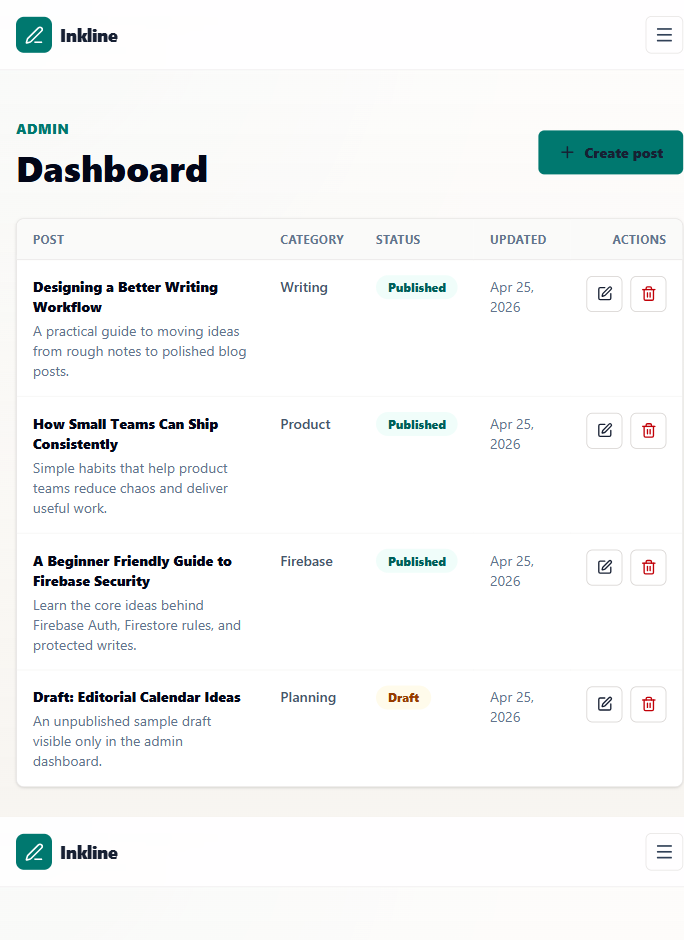 Inkline
ADMIN
Dashboard
Create post
POST CATEGORY STATUS UPDATED ACTIONS
Designing a Better Writing Workflow
A practical guide to moving ideas
from rough notes to polished blog
posts.
Writing
Published
Apr 25,
2026
How Small Teams Can Ship
Consistently
Simple habits that help product
teams reduce chaos and deliver
useful work.
Product
Published
Apr 25,
2026
A Beginner Friendly Guide to
Firebase Security
Learn the core ideas behind
Firebase Auth, Firestore rules, and
protected writes.
Firebase
Published
Apr 25,
2026
Draft: Editorial Calendar Ideas
An unpublished sample draft
visible only in the admin
dashboard.
Planning
Draft
Apr 25,
2026
Inkline